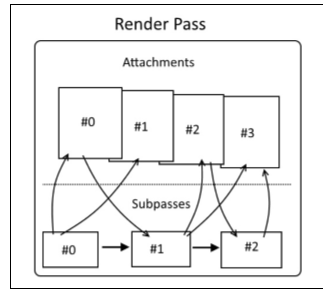 Render Pass
Attachments
#0
#1
#2
#3
Subpasses
#0
#1
#2